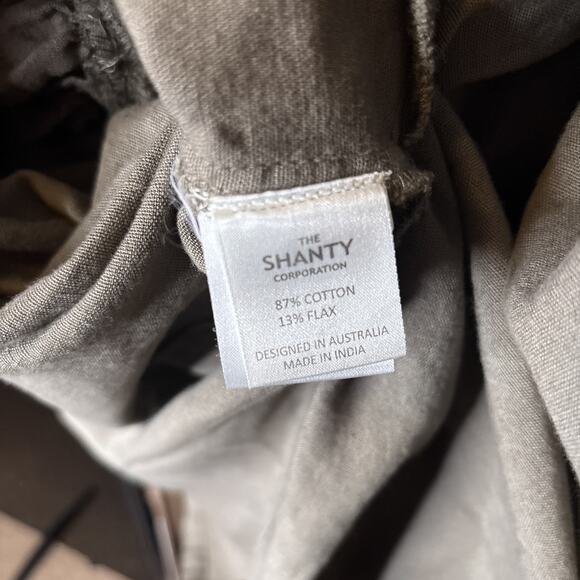 THE
SHANTY
CORPORATION
87% COTTON
13% FLAX
DESIGNED IN AUSTRALIA
MADE IN INDIA